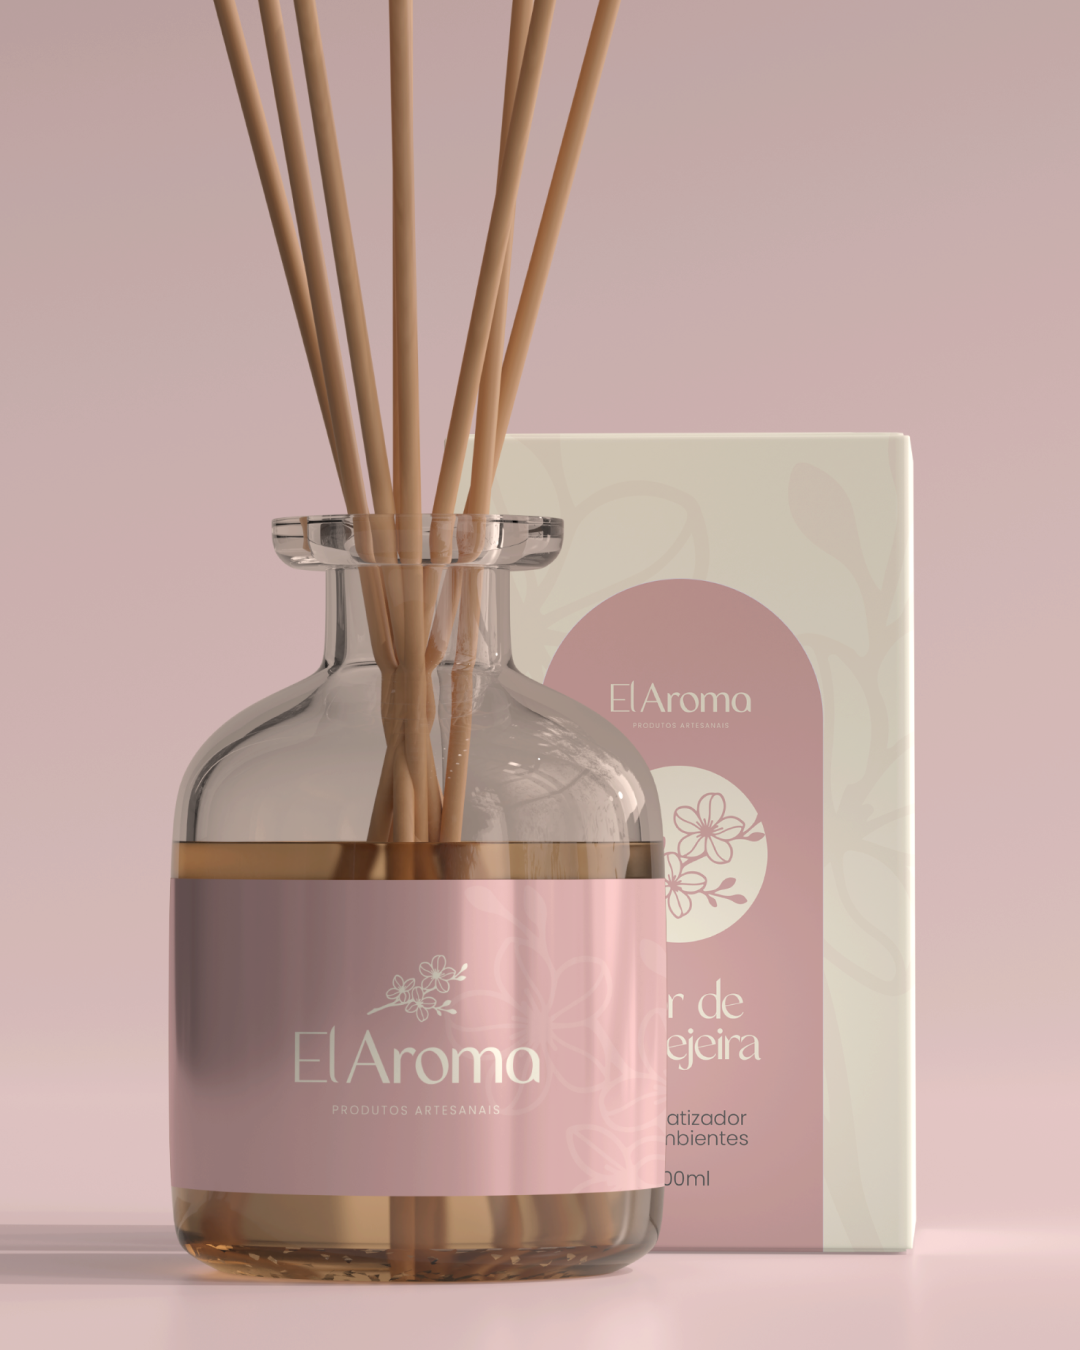 El Aroma
PRODUTOS ARTESANAIS
El Aroma
PRODUTOS ARTESANAIS
r de
ejeira
atizador
mbientes
00ml